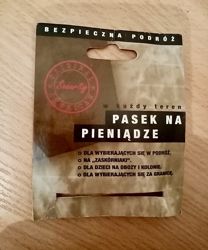 BEZPIECZNA PODRÓŻ
Security
w każdy teren
PASEK NA
PIENIĄDZE
DLA WYBIERAJĄCYCH SIĘ W PODRÓŻ,
NA „ZASKÓRNIAKI”,
DLA DZIECI NA OBOZY I KOLONIE,
DLA WYBIERAJĄCYCH SIĘ ZA GRANICĘ.